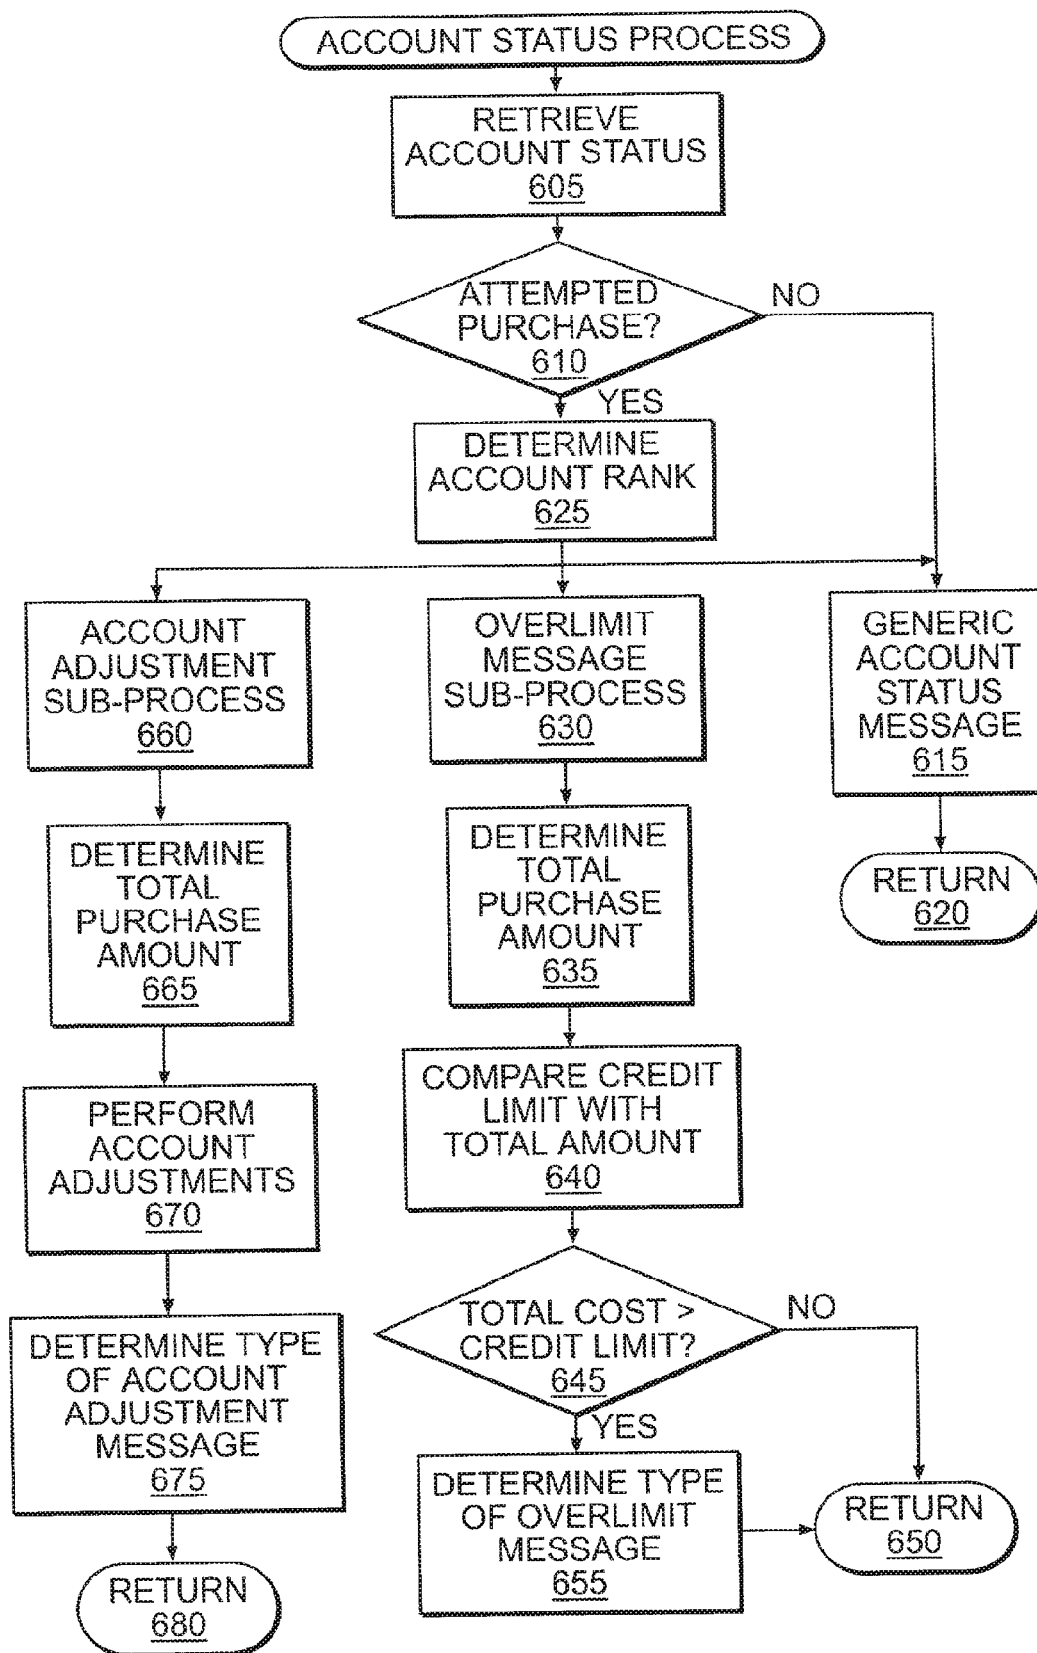 ACCOUNT STATUS PROCESS
RETRIEVE
ACCOUNT STATUS
605
ATTEMPTED
PURCHASE?
610
NO
YES
DETERMINE
ACCOUNT RANK
625
ACCOUNT
ADJUSTMENT
SUB-PROCESS
660
OVERLIMIT
MESSAGE
SUB-PROCESS
630
GENERIC
ACCOUNT
STATUS
MESSAGE
615
DETERMINE
TOTAL
PURCHASE
AMOUNT
665
DETERMINE
TOTAL
PURCHASE
AMOUNT
635
RETURN
620
PERFORM
ACCOUNT
ADJUSTMENTS
670
COMPARE CREDIT
LIMIT WITH
TOTAL AMOUNT
640
TOTAL COST >
CREDIT LIMIT?
645
NO
YES
DETERMINE TYPE
OF ACCOUNT
ADJUSTMENT
MESSAGE
675
DETERMINE TYPE
OF OVERLIMIT
MESSAGE
655
RETURN
650
RETURN
680